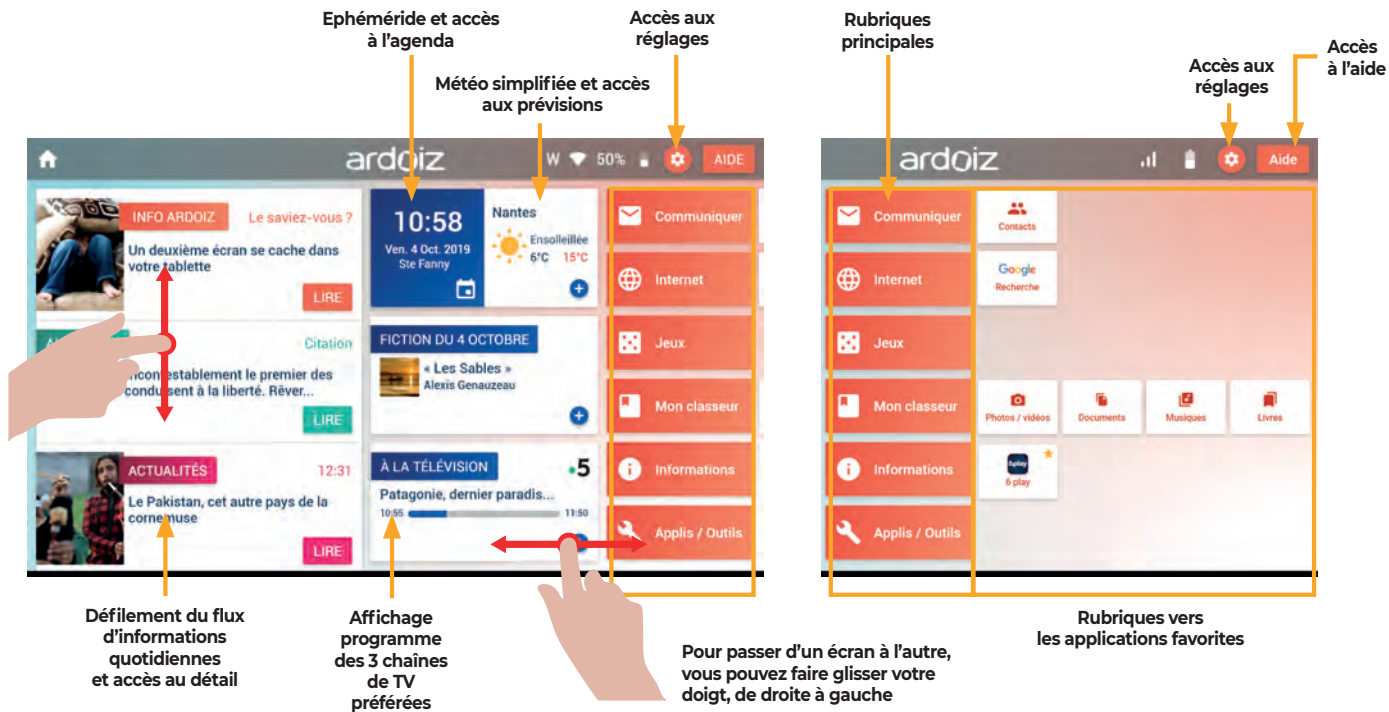 Ephéméride et accès
à l'agenda
Accès aux
réglages
Rubriques
principales
Accès
à l'aide
Accès aux
réglages
Météo simplifiée et accès
aux prévisions
ardoiz
W
50%
AIDE
INFO ARDOIZ
Le saviez-vous ?
Un deuxième écran se cache dans
votre tablette
LIRE
Citation
incontestablement le premier des
conduisent à la liberté. Rêver...
LIRE
ACTUALITÉS
12:31
Le Pakistan, cet autre pays de la
cornemuse
LIRE
10:58
Ven. 4 Oct. 2019
Ste Fanny
Nantes
Ensolleillée
6°C 15°C
FICTION DU 4 OCTOBRE
« Les Sables »
Alexis Genauzeau
À LA TÉLÉVISION
5
Patagonie, dernier paradis...
10:55
11:50
Communiquer
Internet
Jeux
Mon classeur
Informations
Applis / Outils
ardoiz
Aide
Communiquer
Internet
Jeux
Mon classeur
Informations
Applis / Outils
Contacts
Google
Recherche
Photos / vidéos
Documents
Musiques
Livres
6play
6 play
Défilement du flux
d'informations
quotidiennes
et accès au détail
Affichage
programme
des 3 chaînes
de TV
préférées
Pour passer d'un écran à l'autre,
vous pouvez faire glisser votre
doigt, de droite à gauche
Rubriques vers
les applications favorites